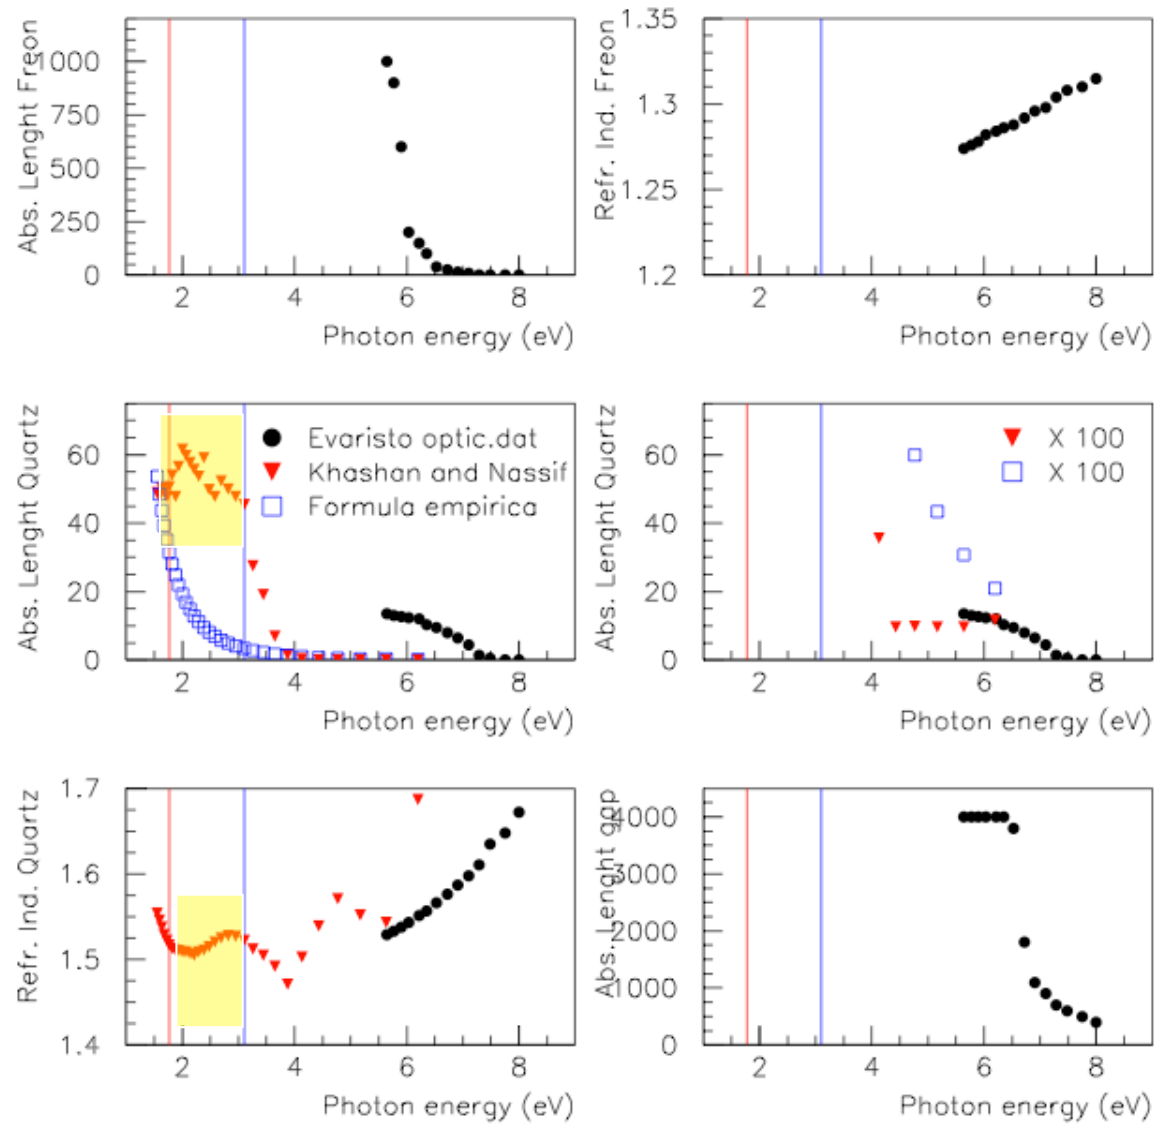 Abs. Lenght Freon
1000
750
500
250
0
2 4 6 8
Photon energy (eV)
Refr. Ind. Freon
1.35
1.3
1.25
1.2
2 4 6 8
Photon energy (eV)
Abs. Lenght Quartz
60
40
20
0
Evaristo optic.dat
Khashan and Nassif
Formula empirica
2 4 6 8
Photon energy (eV)
Abs. Lenght Quartz
60
40
20
0
X 100
X 100
2 4 6 8
Photon energy (eV)
Refr. Ind. Quartz
1.7
1.6
1.5
1.4
2 4 6 8
Photon energy (eV)
Abs. Lenght gap
4000
3000
2000
1000
0
2 4 6 8
Photon energy (eV)